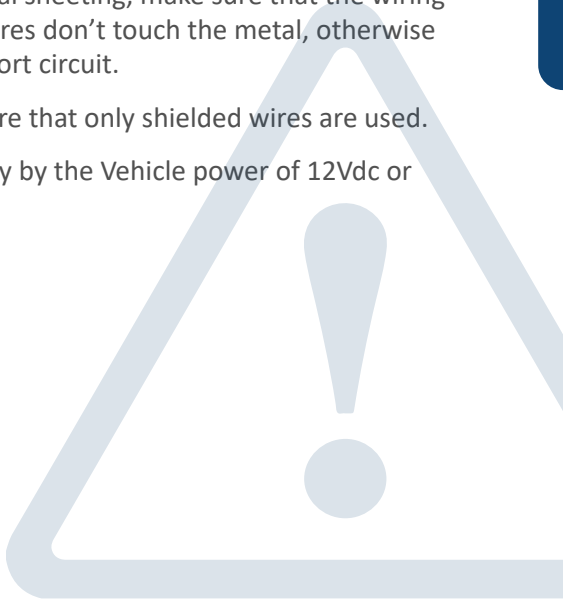 al sheeting, make sure that the wiring
res don’t touch the metal, otherwise
ort circuit.
re that only shielded wires are used.
y by the Vehicle power of 12Vdc or